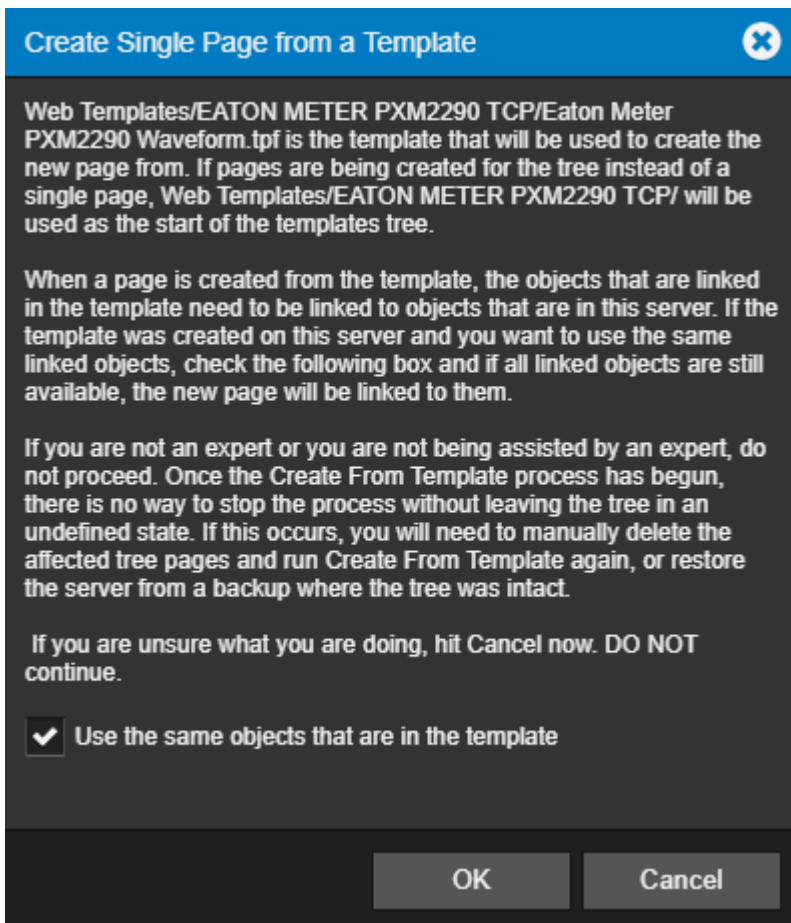 Create Single Page from a Template
Web Templates/EATON METER PXM2290 TCP/Eaton Meter
PXM2290 Waveform.tpf is the template that will be used to create the
new page from. If pages are being created for the tree instead of a
single page, Web Templates/EATON METER PXM2290 TCP/ will be
used as the start of the templates tree.
When a page is created from the template, the objects that are linked
in the template need to be linked to objects that are in this server. If the
template was created on this server and you want to use the same
linked objects, check the following box and if all linked objects are still
available, the new page will be linked to them.
If you are not an expert or you are not being assisted by an expert, do
not proceed. Once the Create From Template process has begun,
there is no way to stop the process without leaving the tree in an
undefined state. If this occurs, you will need to manually delete the
affected tree pages and run Create From Template again, or restore
the server from a backup where the tree was intact.
If you are unsure what you are doing, hit Cancel now. DO NOT
continue.
Use the same objects that are in the template
OK Cancel